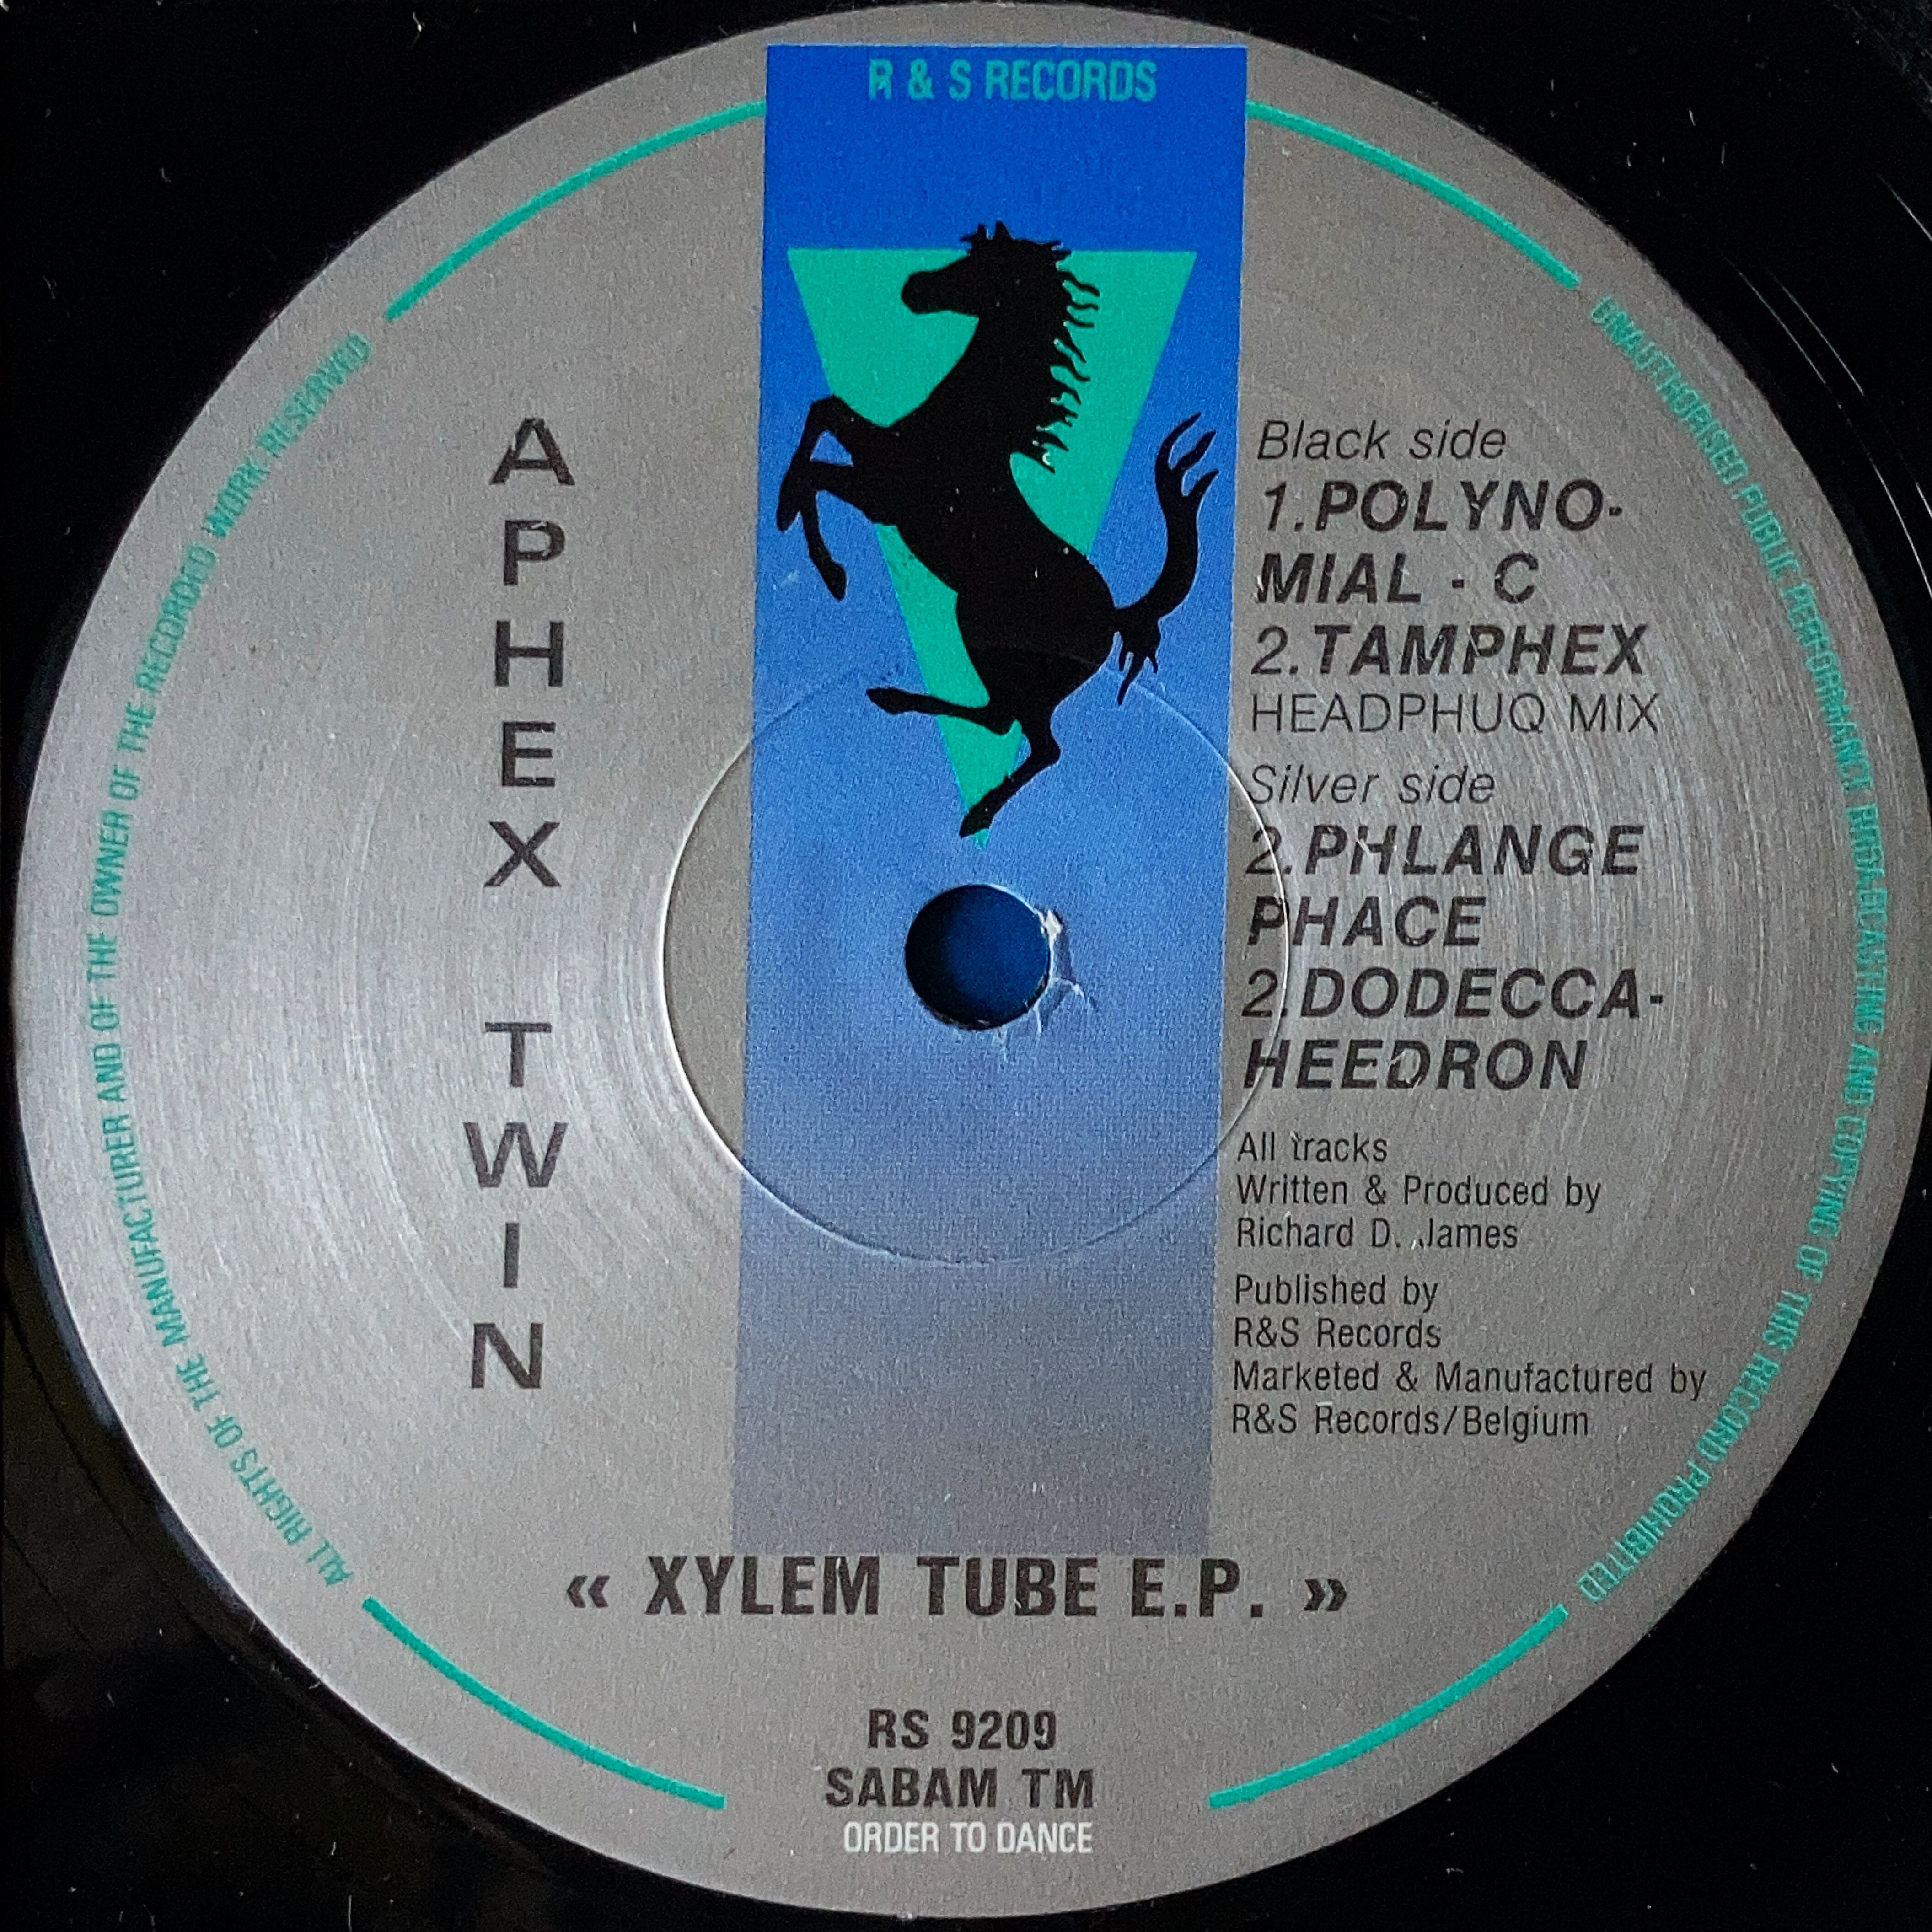 R & S RECORDS
APHEX TWIN
Black side
1.POLYNO-
MIAL - C
2.TAMPHEX
HEADPHUQ MIX
Silver side
2.PHLANGE
PHACE
2.DODECCA-
HEEDRON
All tracks
Written & Produced by
Richard D. James
Published by
R&S Records
Marketed & Manufactured by
R&S Records/Belgium
« XYLEM TUBE E.P. »
RS 9209
SABAM TM
ORDER TO DANCE
ALL RIGHTS OF THE MANUFACTURER AND OF THE OWNER OF THE RECORDED WORK RESERVED
UNAUTHORISED PUBLIC PERFORMANCE BROADCASTING AND COPYING OF THIS RECORD PROHIBITED